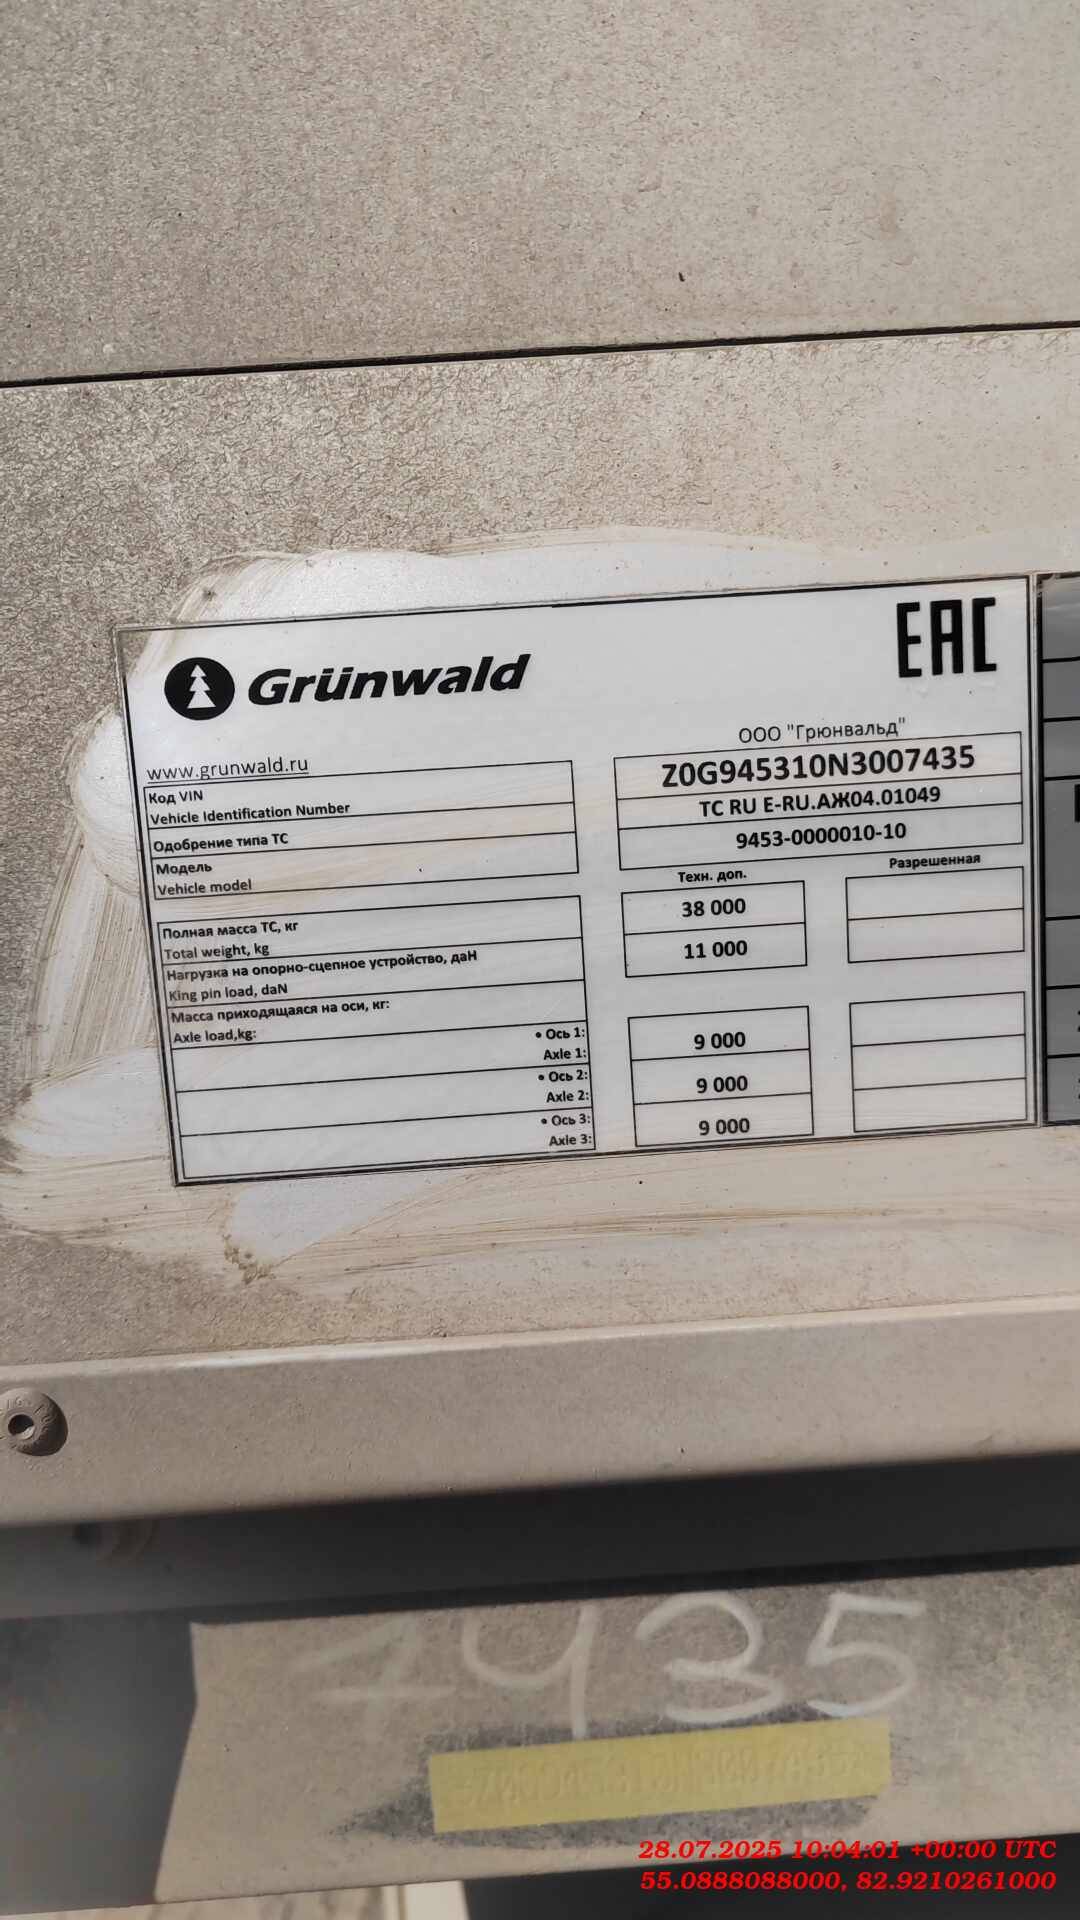 Grünwald
EAC
www.grunwald.ru
ООО "Грюнвальд"
Код VIN
Vehicle Identification Number
Z0G945310N3007435
Одобрение типа ТС
ТС RU E-RU.АЖ04.01049
Модель
Vehicle model
9453-0000010-10
Техн. доп.
Разрешенная
Полная масса ТС, кг
Total weight, kg
38 000
Нагрузка на опорно-сцепное устройство, даН
King pin load, daN
11 000
Масса приходящаяся на оси, кг:
Axle load,kg:
• Ось 1:
Axle 1:
9 000
• Ось 2:
Axle 2:
9 000
• Ось 3:
Axle 3:
9 000
7435
28.07.2025 10:04:01 +00:00 UTC
55.0888088000, 82.9210261000